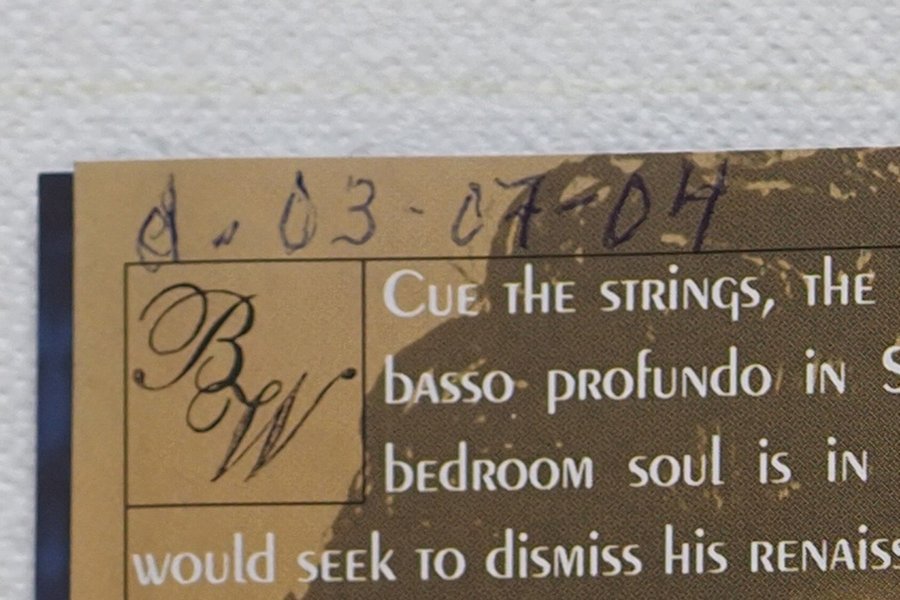 d. 03-07-04
BW
CUE THE STRINGS, THE
BASSO PROFUNDO IN S
BEDROOM SOUL IS IN
WOULD SEEK TO DISMISS HIS RENAISS